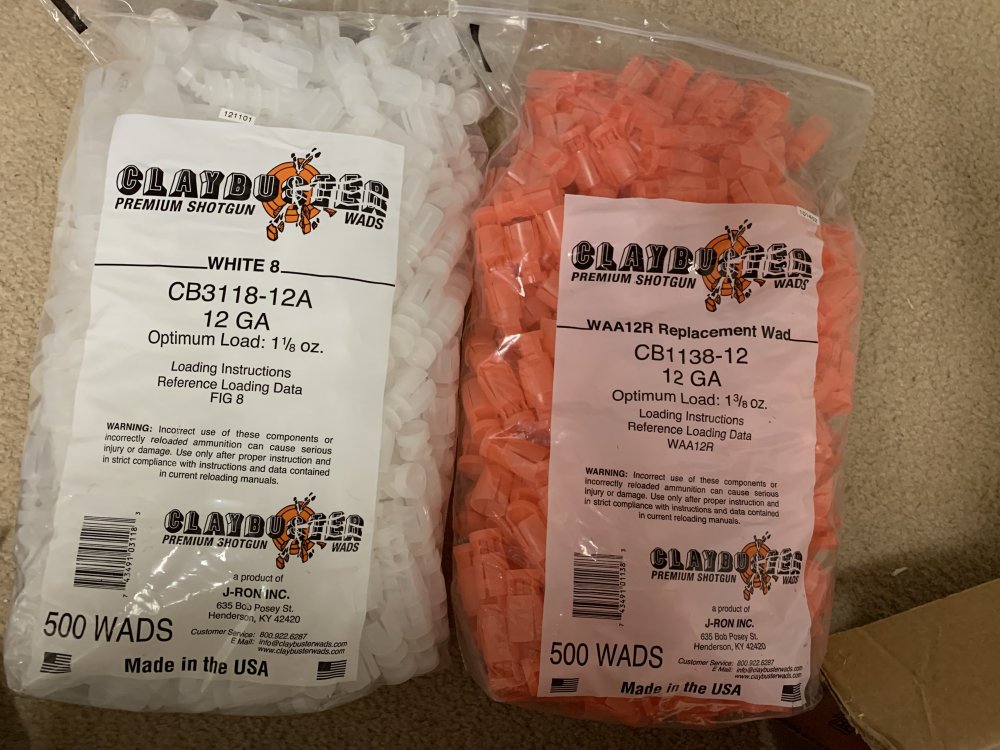 121101
CLAYBUSTER
PREMIUM SHOTGUN WADS
WHITE 8
CB3118-12A
12 GA
Optimum Load: 1 1/8 oz.
Loading Instructions
Reference Loading Data
FIG 8
WARNING: Incorrect use of these components or
incorrectly reloaded ammunition can cause serious
injury or damage. Use only after proper instruction and
in strict compliance with instructions and data contained
in current reloading manuals.
7 43491 03118 3
CLAYBUSTER
PREMIUM SHOTGUN WADS
a product of
J-RON INC.
635 Bob Posey St.
Henderson, KY 42420
500 WADS
Customer Service: 800.922.6287
E Mail: info@claybusterwads.com
www.claybusterwads.com
Made in the USA
CLAYBUSTER
PREMIUM SHOTGUN WADS
WAA12R Replacement Wad
CB1138-12
12 GA
Optimum Load: 1 3/8 oz.
Loading Instructions
Reference Loading Data
WAA12R
WARNING: Incorrect use of these components or
incorrectly reloaded ammunition can cause serious
injury or damage. Use only after proper instruction and
in strict compliance with instructions and data contained
in current reloading manuals.
7 43491 01138 3
CLAYBUSTER
PREMIUM SHOTGUN WADS
a product of
J-RON INC.
635 Bob Posey St.
Henderson, KY 42420
500 WADS
Customer Service: 800.922.6287
E Mail: info@claybusterwads.com
www.claybusterwads.com
Made in the USA